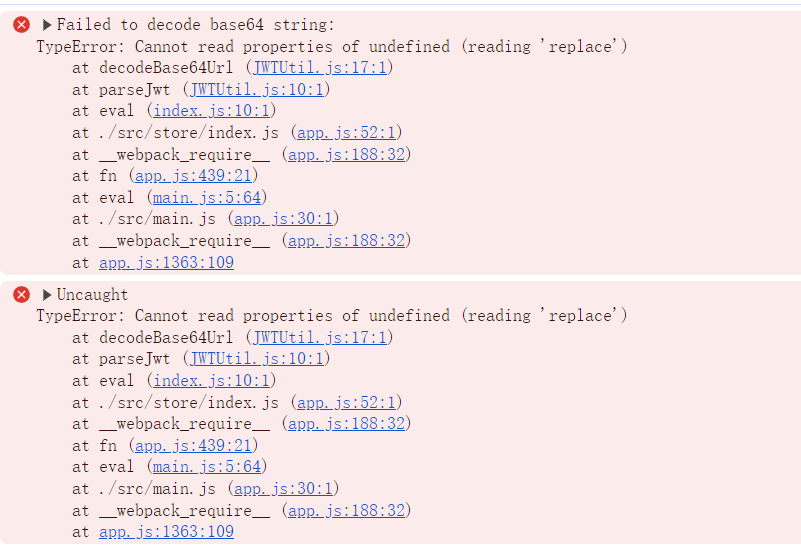 Failed to decode base64 string:
TypeError: Cannot read properties of undefined (reading 'replace')
at decodeBase64Url (JWTUtil.js:17:1)
at parseJwt (JWTUtil.js:10:1)
at eval (index.js:10:1)
at ./src/store/index.js (app.js:52:1)
at __webpack_require__ (app.js:188:32)
at fn (app.js:439:21)
at eval (main.js:5:64)
at ./src/main.js (app.js:30:1)
at __webpack_require__ (app.js:188:32)
at app.js:1363:109
Uncaught
TypeError: Cannot read properties of undefined (reading 'replace')
at decodeBase64Url (JWTUtil.js:17:1)
at parseJwt (JWTUtil.js:10:1)
at eval (index.js:10:1)
at ./src/store/index.js (app.js:52:1)
at __webpack_require__ (app.js:188:32)
at fn (app.js:439:21)
at eval (main.js:5:64)
at ./src/main.js (app.js:30:1)
at __webpack_require__ (app.js:188:32)
at app.js:1363:109